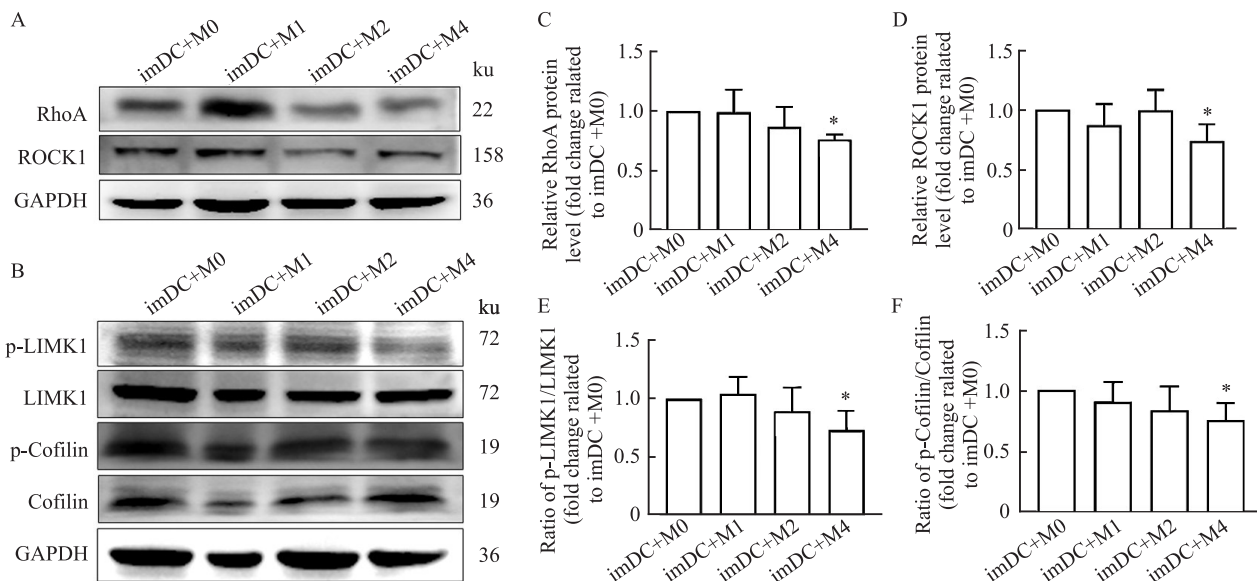 A
imDC+M0
imDC+M1
imDC+M2
imDC+M4
ku
RhoA
22
ROCK1
158
GAPDH
36
B
imDC+M0
imDC+M1
imDC+M2
imDC+M4
ku
p-LIMK1
72
LIMK1
72
p-Cofilin
19
Cofilin
19
GAPDH
36
C
Relative RhoA protein
level (fold change ralated
to imDC +M0)
1.5
1.0
0.5
0
*
imDC+M0
imDC+M1
imDC+M2
imDC+M4
D
Relative ROCK1 protein
level (fold change ralated
to imDC +M0)
1.5
1.0
0.5
0
*
imDC+M0
imDC+M1
imDC+M2
imDC+M4
E
Ratio of p-LIMK1/LIMK1
(fold change ralated
to imDC +M0)
1.5
1.0
0.5
0
*
imDC+M0
imDC+M1
imDC+M2
imDC+M4
F
Ratio of p-Cofilin/Cofilin
(fold change ralated
to imDC +M0)
1.5
1.0
0.5
0
*
imDC+M0
imDC+M1
imDC+M2
imDC+M4